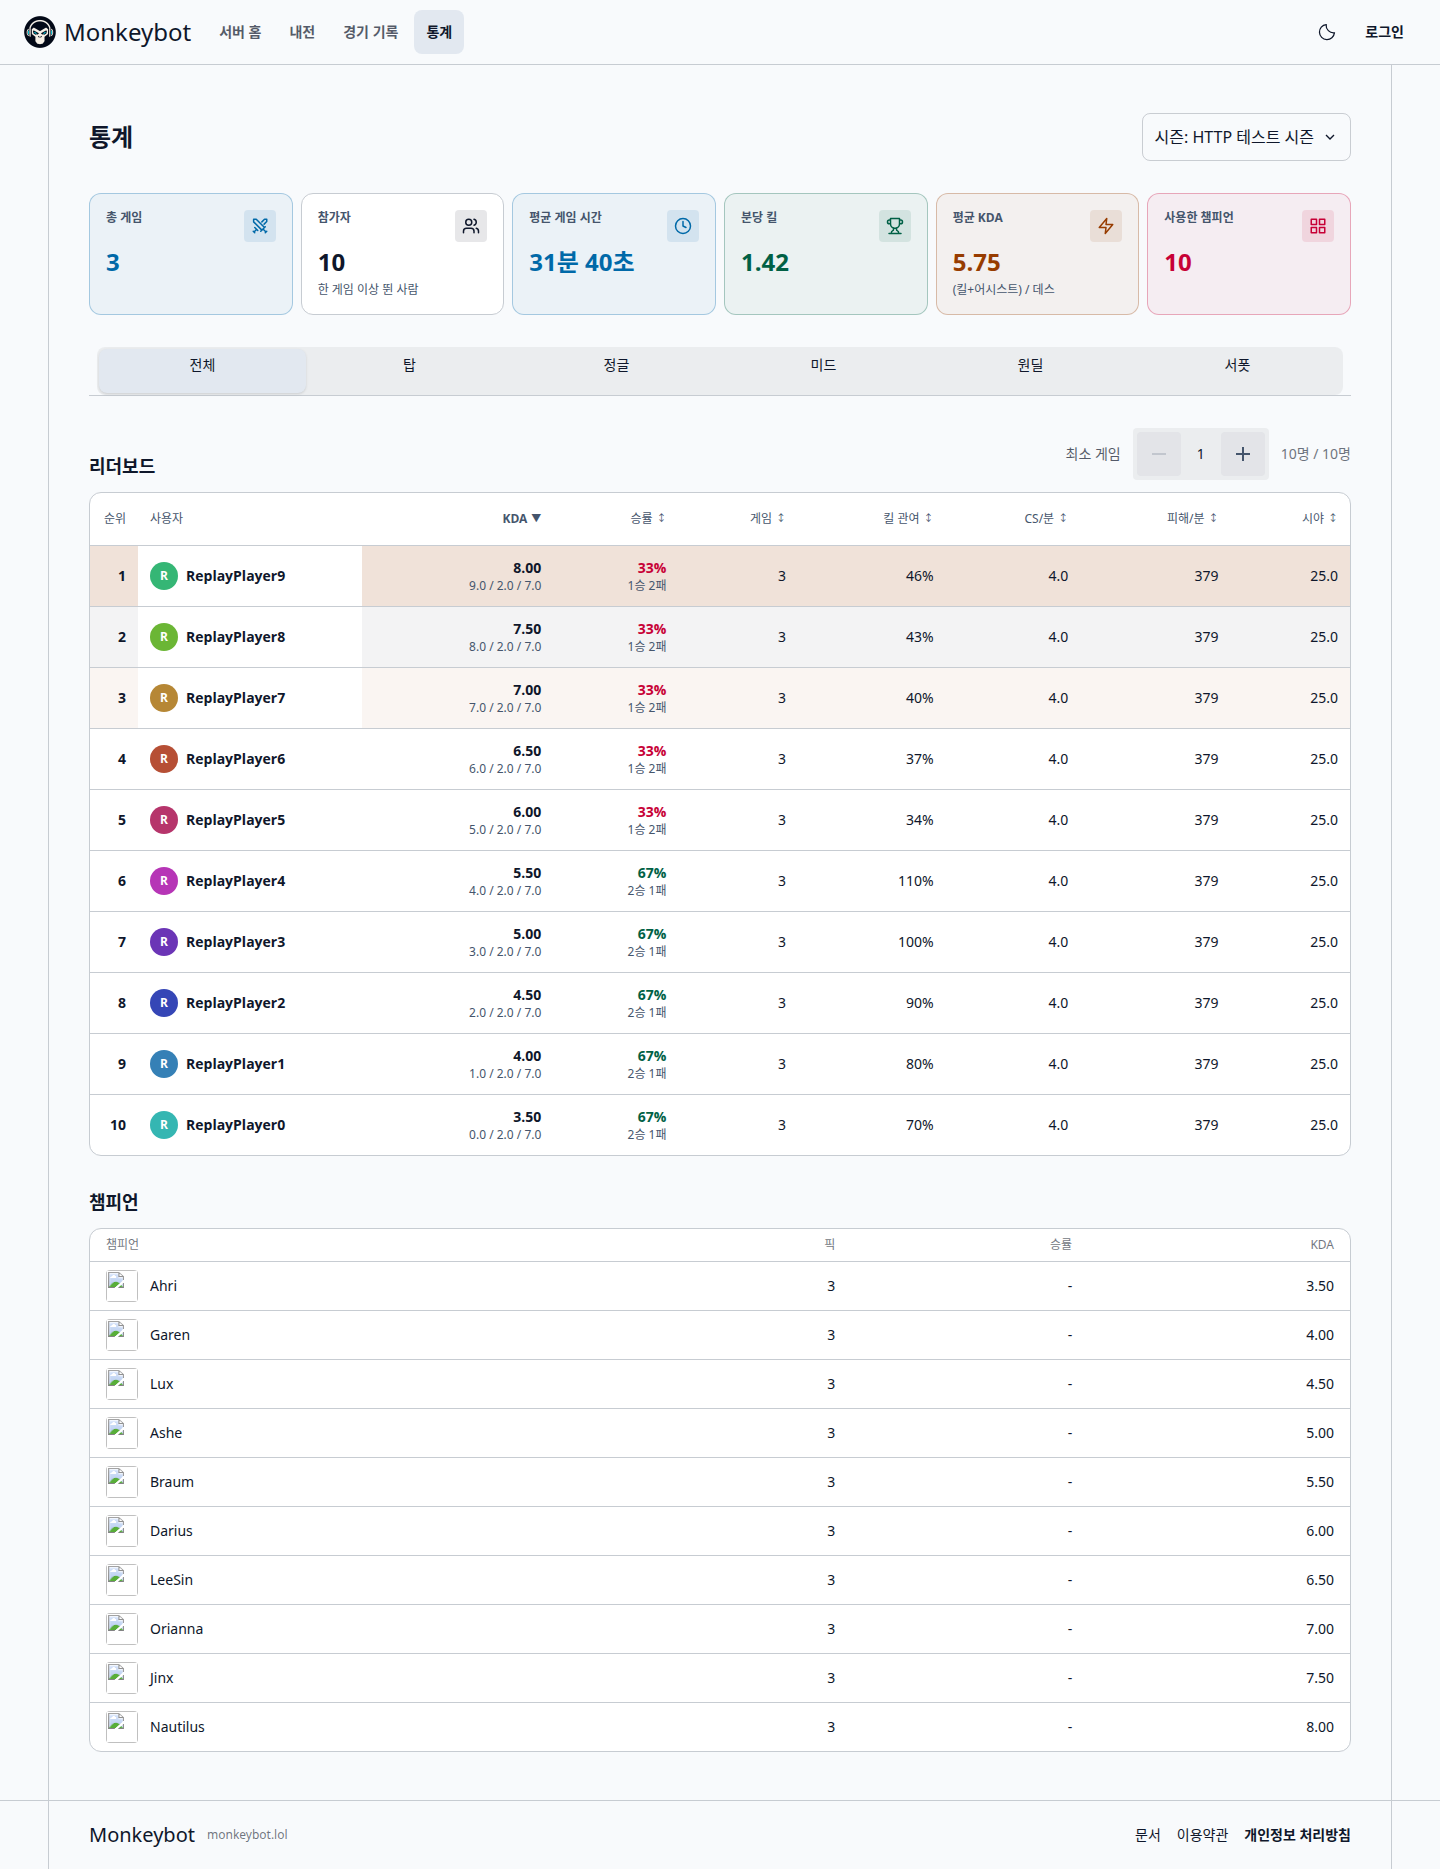 Monkeybot 서버 홈 내전 경기 기록 통계 로그인
통계
시즌: HTTP 테스트 시즌
총 게임
3
참가자
10
한 게임 이상 뛴 사람
평균 게임 시간
31분 40초
분당 킬
1.42
평균 KDA
5.75
(킬+어시스트) / 데스
사용한 챔피언
10
전체 탑 정글 미드 원딜 서폿
리더보드
최소 게임 1 10명 / 10명
순위 사용자 KDA ▼ 승률 ↕ 게임 ↕ 킬 관여 ↕ CS/분 ↕ 피해/분 ↕ 시야 ↕
1 R ReplayPlayer9 8.00 33% 3 46% 4.0 379 25.0
9.0 / 2.0 / 7.0 1승 2패
2 R ReplayPlayer8 7.50 33% 3 43% 4.0 379 25.0
8.0 / 2.0 / 7.0 1승 2패
3 R ReplayPlayer7 7.00 33% 3 40% 4.0 379 25.0
7.0 / 2.0 / 7.0 1승 2패
4 R ReplayPlayer6 6.50 33% 3 37% 4.0 379 25.0
6.0 / 2.0 / 7.0 1승 2패
5 R ReplayPlayer5 6.00 33% 3 34% 4.0 379 25.0
5.0 / 2.0 / 7.0 1승 2패
6 R ReplayPlayer4 5.50 67% 3 110% 4.0 379 25.0
4.0 / 2.0 / 7.0 2승 1패
7 R ReplayPlayer3 5.00 67% 3 100% 4.0 379 25.0
3.0 / 2.0 / 7.0 2승 1패
8 R ReplayPlayer2 4.50 67% 3 90% 4.0 379 25.0
2.0 / 2.0 / 7.0 2승 1패
9 R ReplayPlayer1 4.00 67% 3 80% 4.0 379 25.0
1.0 / 2.0 / 7.0 2승 1패
10 R ReplayPlayer0 3.50 67% 3 70% 4.0 379 25.0
0.0 / 2.0 / 7.0 2승 1패
챔피언
챔피언 픽 승률 KDA
Ahri 3 - 3.50
Garen 3 - 4.00
Lux 3 - 4.50
Ashe 3 - 5.00
Braum 3 - 5.50
Darius 3 - 6.00
LeeSin 3 - 6.50
Orianna 3 - 7.00
Jinx 3 - 7.50
Nautilus 3 - 8.00
Monkeybot monkeybot.lol 문서 이용약관 개인정보 처리방침